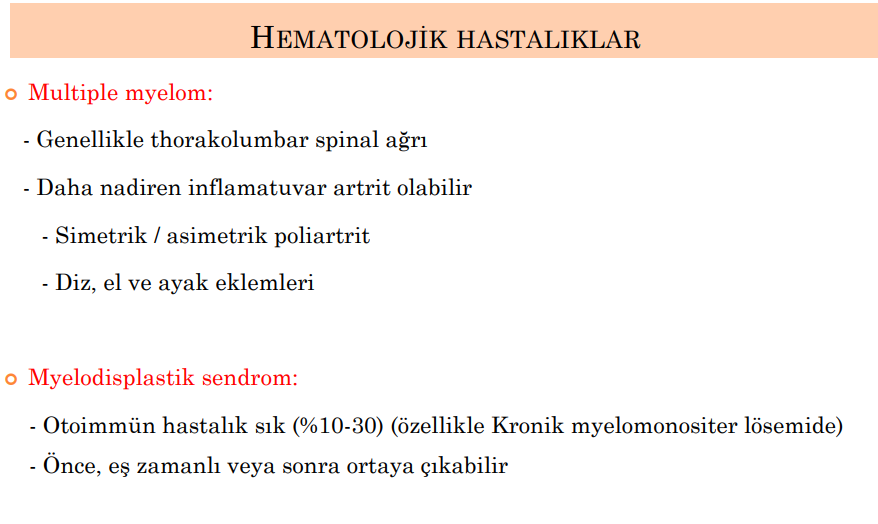 HEMATOLOJİK HASTALIKLAR
Multiple myelom:
- Genellikle thorakolumbar spinal ağrı
- Daha nadiren inflamatuvar artrit olabilir
- Simetrik / asimetrik poliartrit
- Diz, el ve ayak eklemleri
Myelodisplastik sendrom:
- Otoimmün hastalık sık (%10-30) (özellikle Kronik myelomonositer lösemide)
- Önce, eş zamanlı veya sonra ortaya çıkabilir